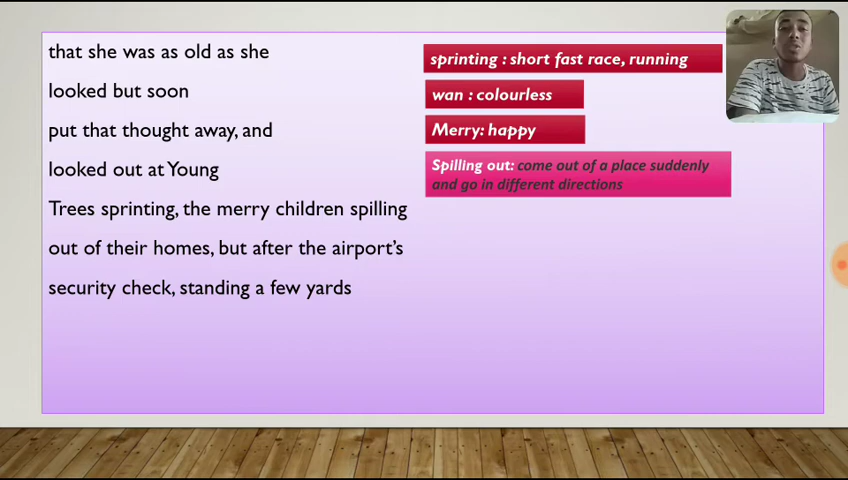 that she was as old as she
looked but soon
put that thought away, and
looked out at Young
Trees sprinting, the merry children spilling
out of their homes, but after the airport's
security check, standing a few yards
sprinting : short fast race, running
wan : colourless
Merry: happy
Spilling out: come out of a place suddenly
and go in different directions